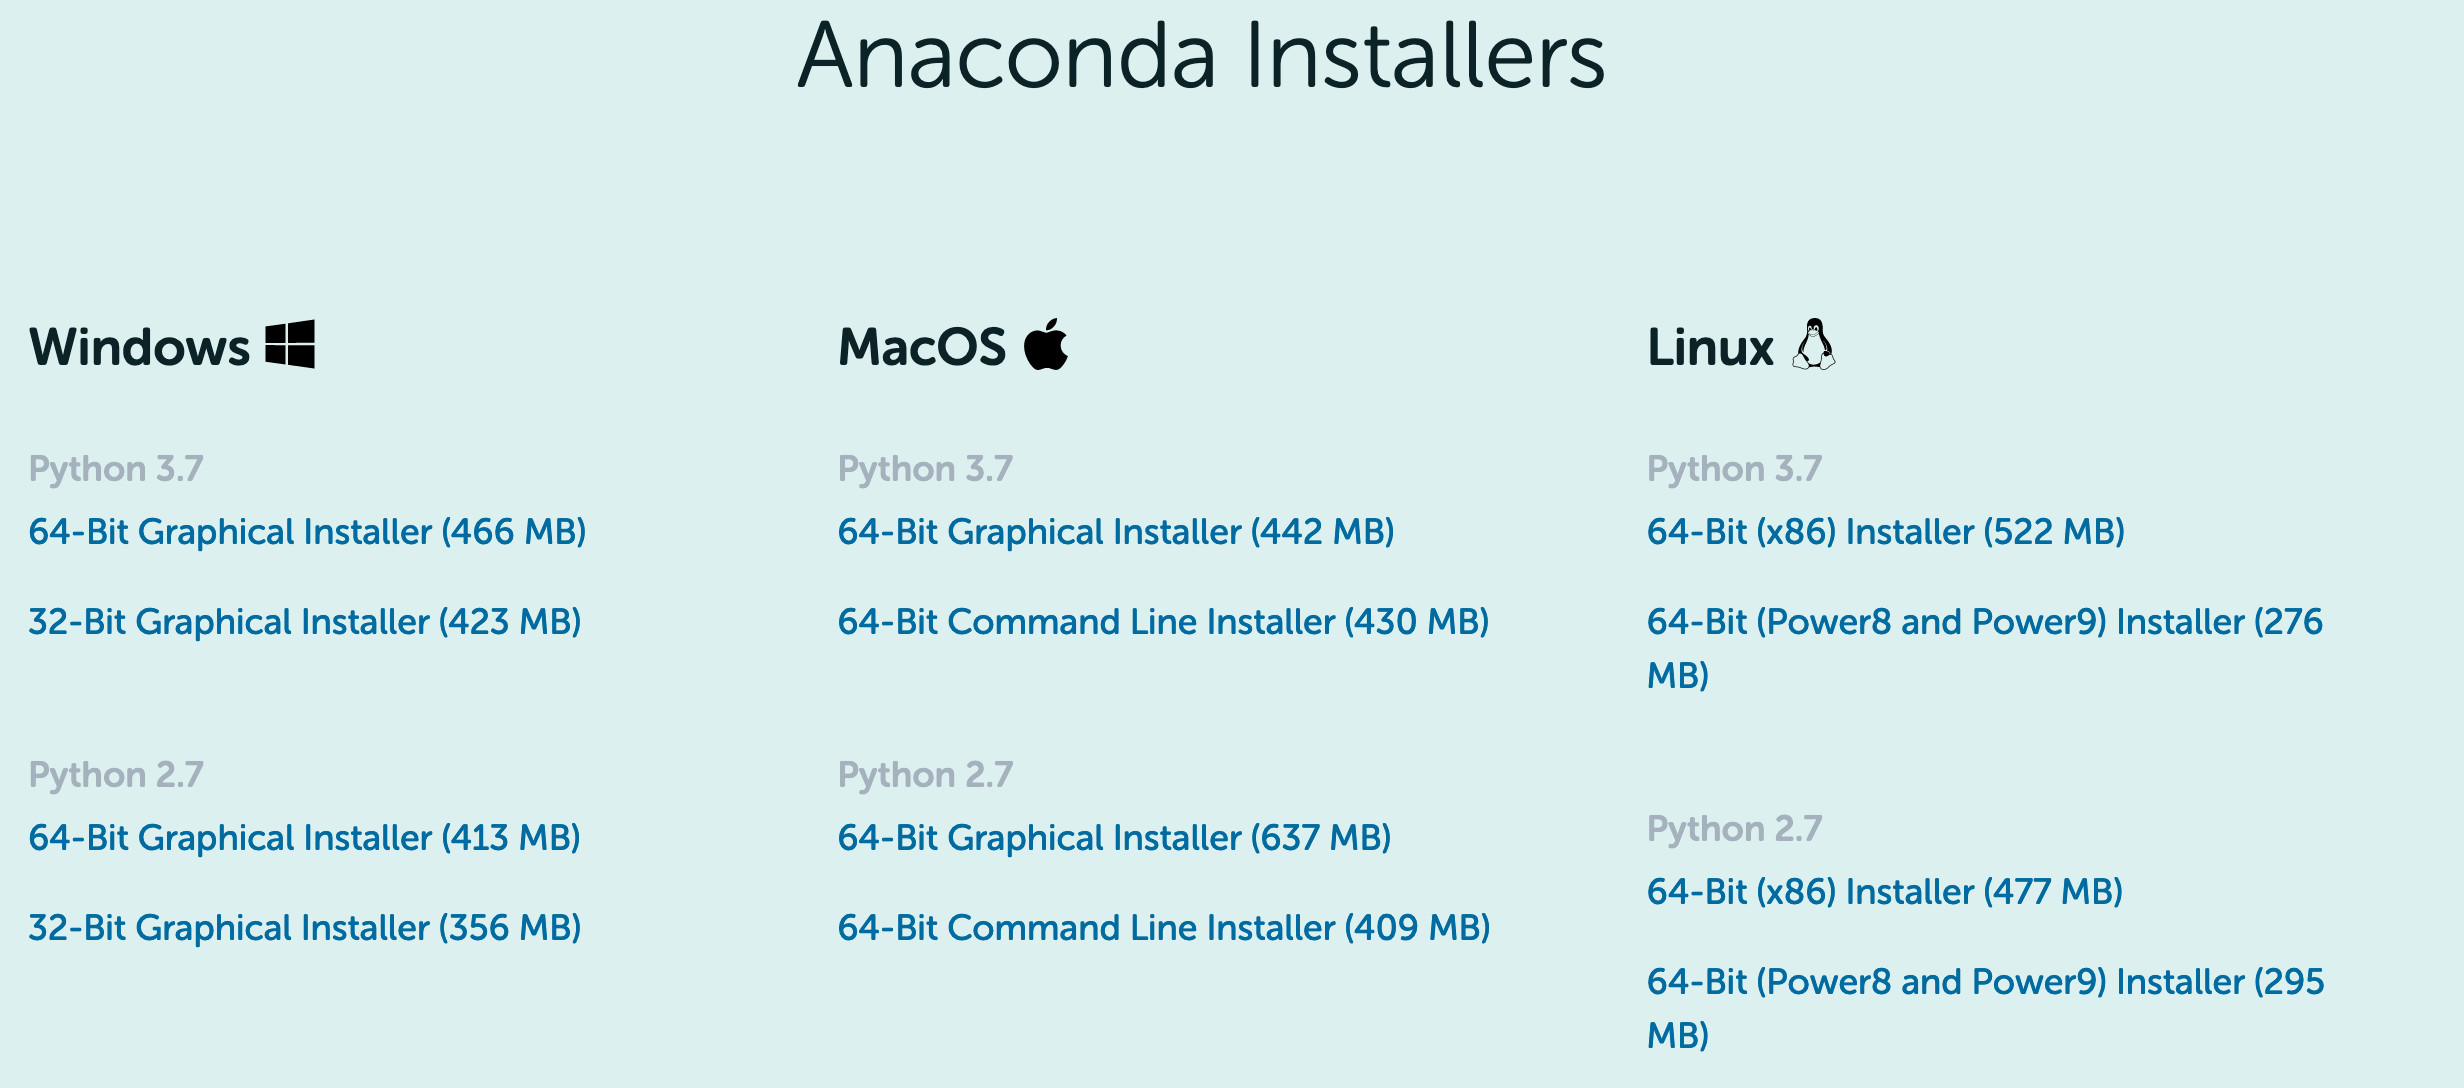 Anaconda Installers
Windows
Python 3.7
64-Bit Graphical Installer (466 MB)
32-Bit Graphical Installer (423 MB)
Python 2.7
64-Bit Graphical Installer (413 MB)
32-Bit Graphical Installer (356 MB)
MacOS
Python 3.7
64-Bit Graphical Installer (442 MB)
64-Bit Command Line Installer (430 MB)
Python 2.7
64-Bit Graphical Installer (637 MB)
64-Bit Command Line Installer (409 MB)
Linux
Python 3.7
64-Bit (x86) Installer (522 MB)
64-Bit (Power8 and Power9) Installer (276
MB)
Python 2.7
64-Bit (x86) Installer (477 MB)
64-Bit (Power8 and Power9) Installer (295
MB)